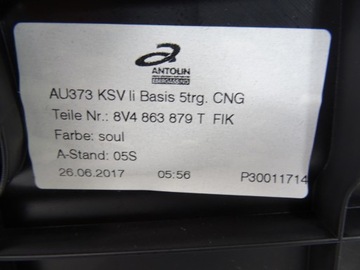 ANTOLIN
AU373 KSV li Basis 5trg. CNG
Teile Nr.: 8V4 863 879 T FIK
Farbe: soul
A-Stand: 05S
26.06.2017 05:56 P30011714